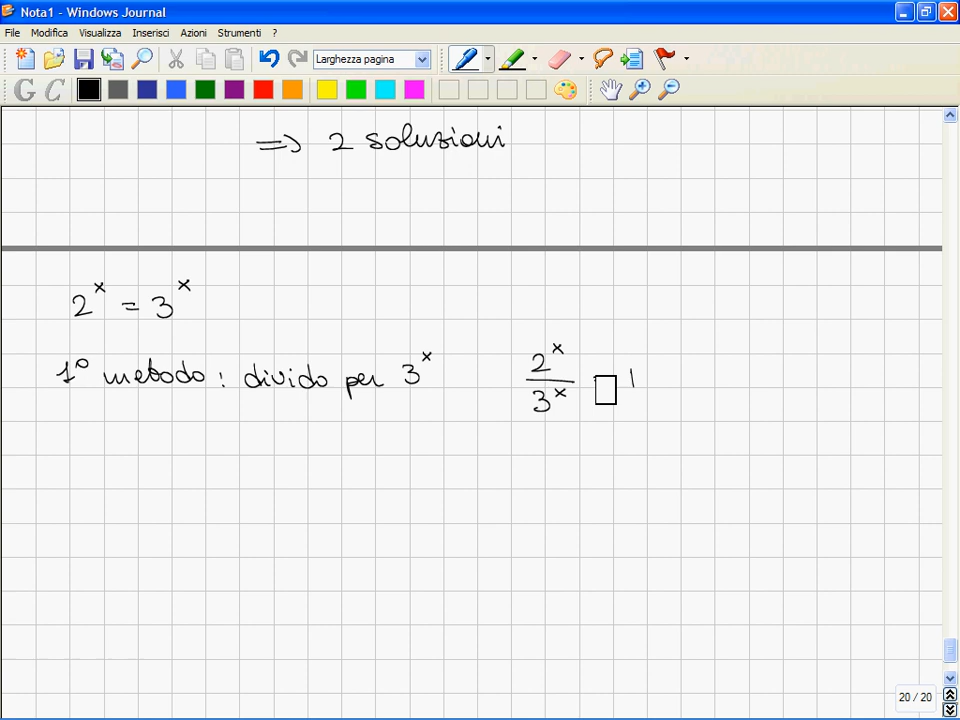 Nota1 - Windows Journal
File Modifica Visualizza Inserisci Azioni Strumenti ?
Larghezza pagina
G C
=> 2 soluzioni
2^x = 3^x
1° metodo : divido per 3^x 2^x/3^x = 1
20 / 20